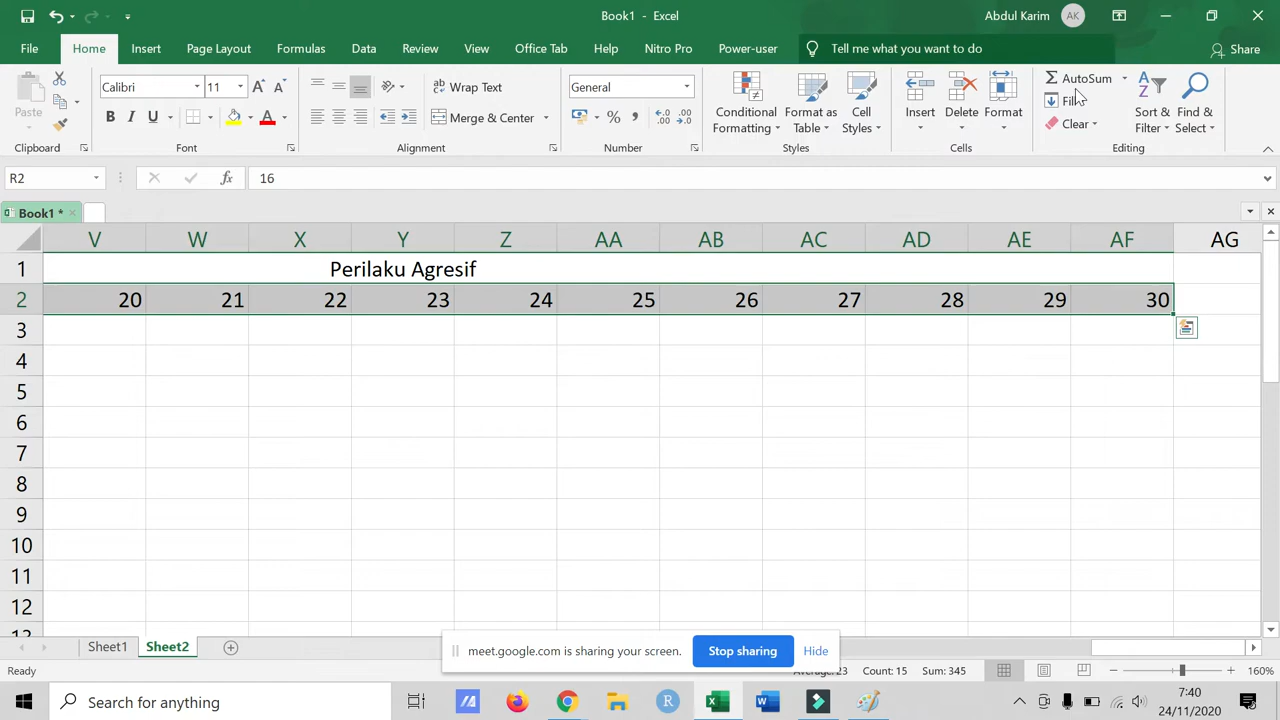 Book1 - Excel
Abdul Karim AK
File Home Insert Page Layout Formulas Data Review View Office Tab Help Nitro Pro Power-user Tell me what you want to do Share
Paste
Clipboard
Calibri 11
B I U
Font
Wrap Text
Merge & Center
Alignment
General
Number
Conditional Formatting
Format as Table
Cell Styles
Styles
Insert Delete Format
Cells
AutoSum
Fill
Clear
Sort & Filter
Find & Select
Editing
R2 fx 16
Book1 *
V W X Y Z AA AB AC AD AE AF AG
1 Perilaku Agresif
2 20 21 22 23 24 25 26 27 28 29 30
3
4
5
6
7
8
9
10
11
12
13
Sheet1 Sheet2
meet.google.com is sharing your screen. Stop sharing Hide
Ready Average: 23 Count: 15 Sum: 345 160%
Search for anything
7:40
24/11/2020